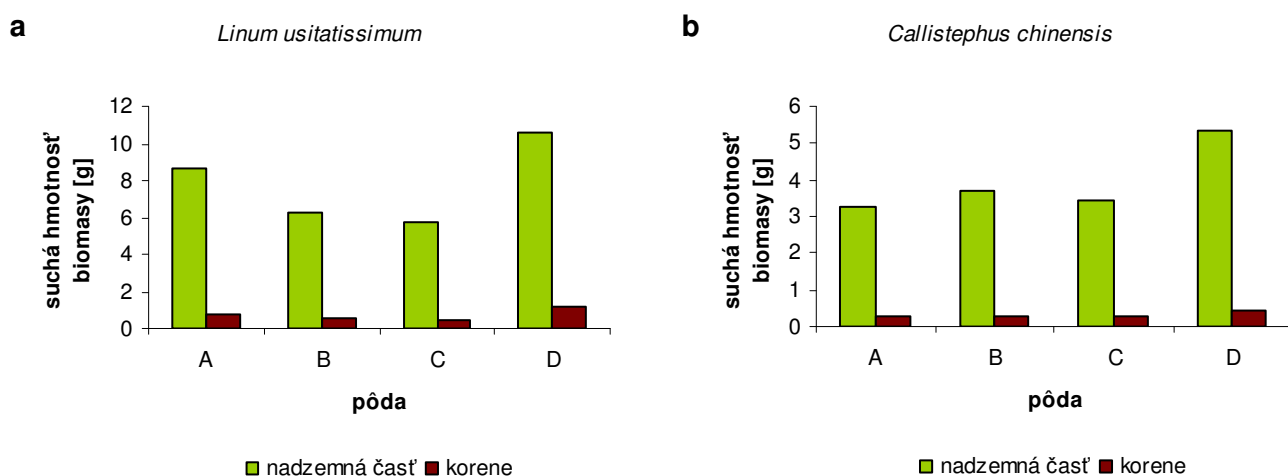 a
Linum usitatissimum
suchá hmotnosť
biomasy [g]
12
10
8
6
4
2
0
A B C D
pôda
nadzemná časť korene
b
Callistephus chinensis
suchá hmotnosť
biomasy [g]
6
5
4
3
2
1
0
A B C D
pôda
nadzemná časť korene